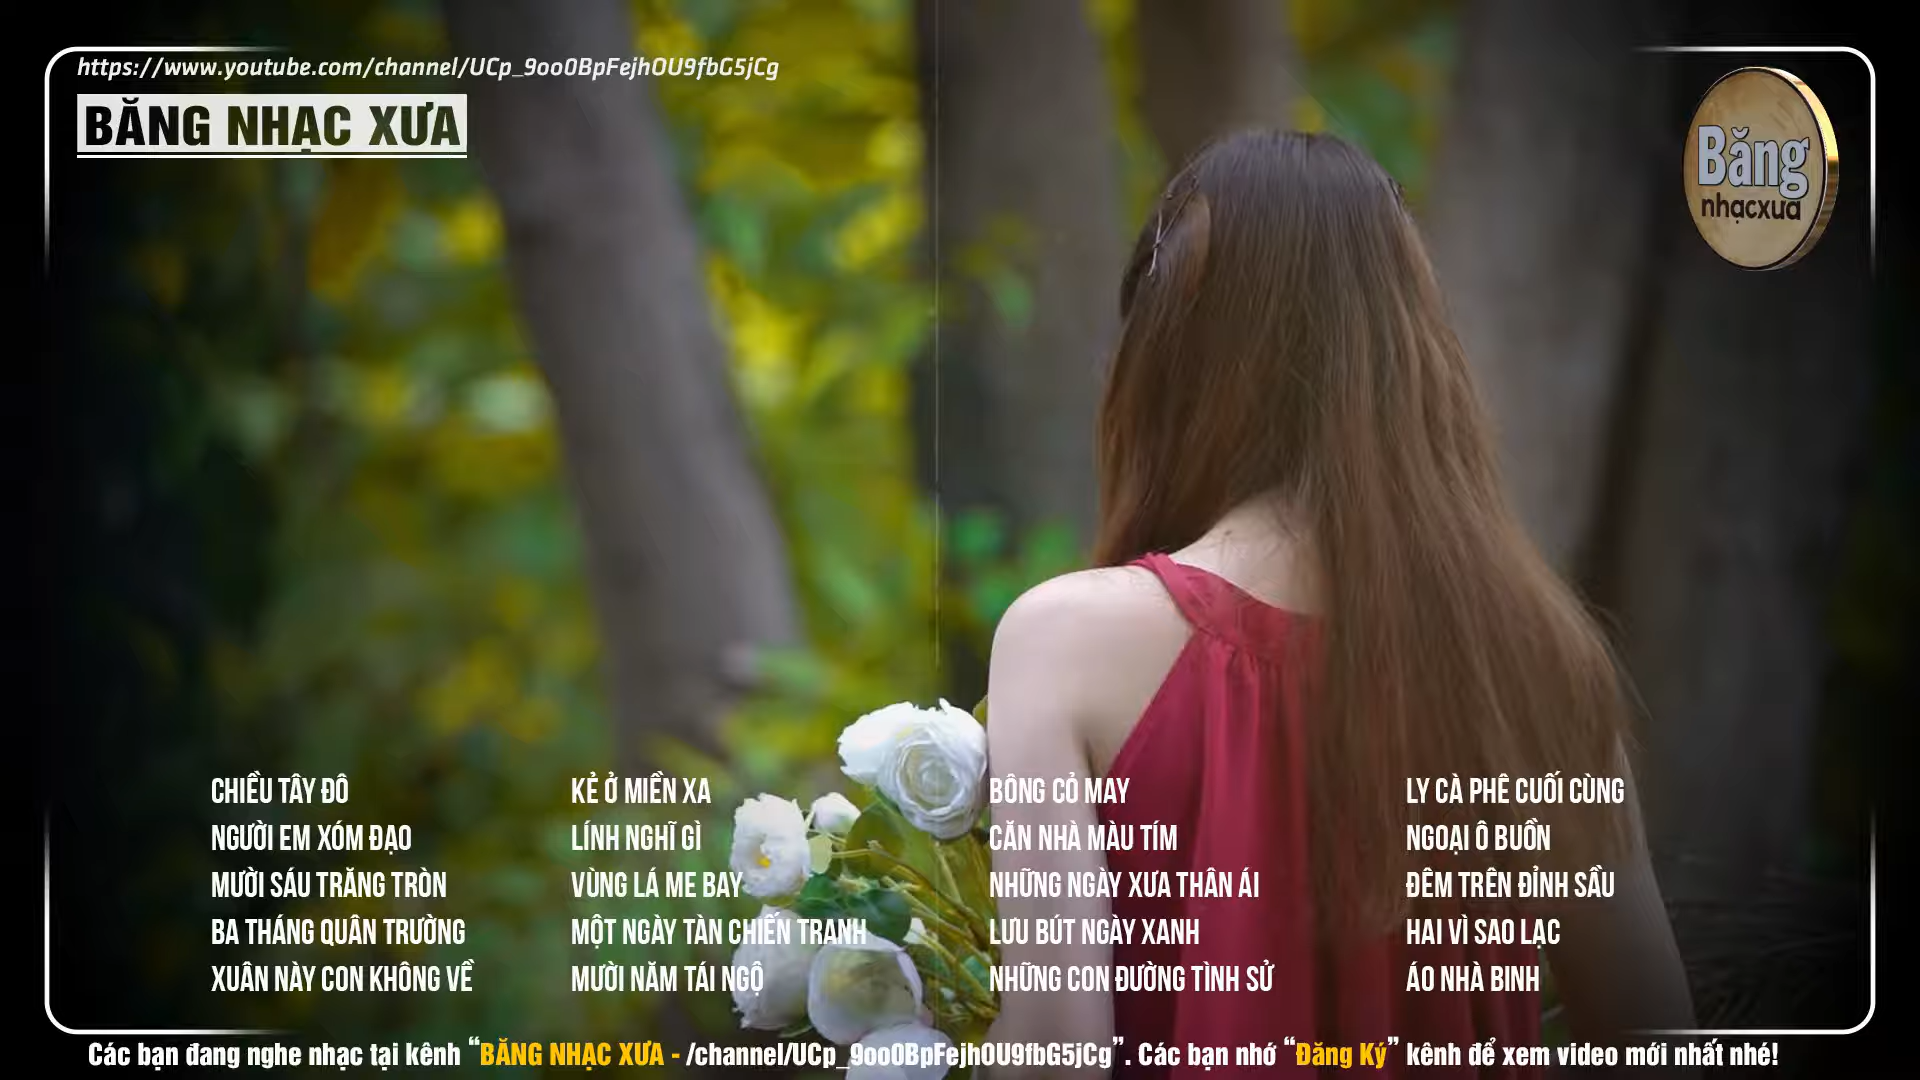 https://www.youtube.com/channel/UCp_9oo0BpFejhOU9fbG5jCg
BĂNG NHẠC XƯA
Băng
nhạcxưa
CHIỀU TÂY ĐÔ
NGƯỜI EM XÓM ĐẠO
MƯỜI SÁU TRĂNG TRÒN
BA THÁNG QUÂN TRƯỜNG
XUÂN NÀY CON KHÔNG VỀ
KẺ Ở MIỀN XA
LÍNH NGHĨ GÌ
VÙNG LÁ ME BAY
MỘT NGÀY TÀN CHIẾN TRANH
MƯỜI NĂM TÁI NGỘ
BÔNG CỎ MAY
CĂN NHÀ MÀU TÍM
NHỮNG NGÀY XƯA THÂN ÁI
LƯU BÚT NGÀY XANH
NHỮNG CON ĐƯỜNG TÌNH SỬ
LY CÀ PHÊ CUỐI CÙNG
NGOẠI Ô BUỒN
ĐÊM TRÊN ĐỈNH SẦU
HAI VÌ SAO LẠC
ÁO NHÀ BINH
Các bạn đang nghe nhạc tại kênh “BĂNG NHẠC XƯA - /channel/UCp_9oo0BpFejhOU9fbG5jCg”. Các bạn nhớ “Đăng Ký” kênh để xem video mới nhất nhé!